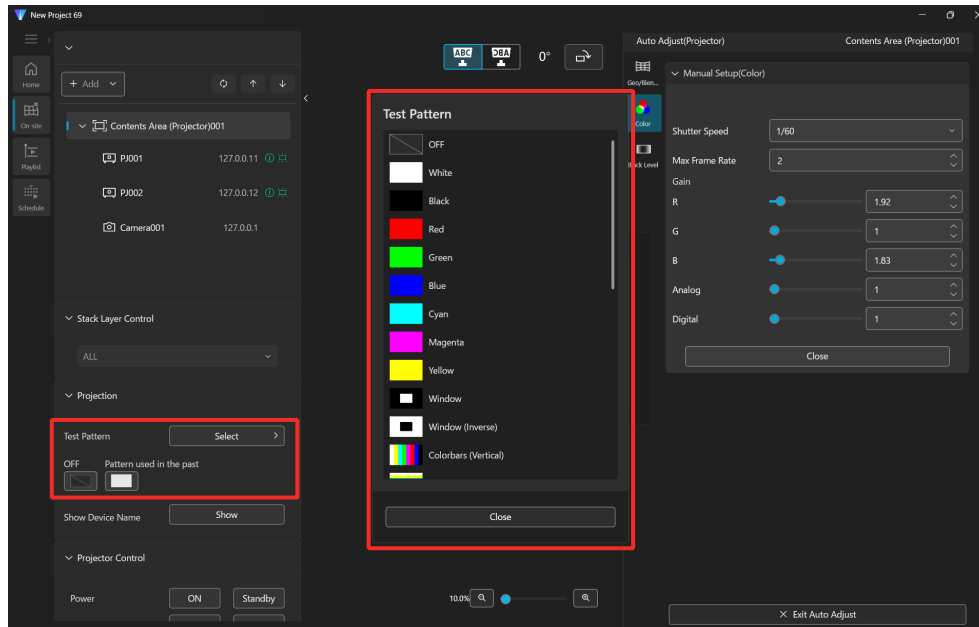 New Project 69
Home
On-site
Playlist
Schedule
+ Add
Contents Area (Projector)001
PJ001 127.0.0.11
PJ002 127.0.0.12
Camera001 127.0.0.1
Stack Layer Control
ALL
Projection
Test Pattern Select
OFF Pattern used in the past
Show Device Name Show
Projector Control
Power ON Standby
ABC ABC 0°
Test Pattern
OFF
White
Black
Red
Green
Blue
Cyan
Magenta
Yellow
Window
Window (Inverse)
Colorbars (Vertical)
Close
10.0%
Auto Adjust(Projector) Contents Area (Projector)001
Geo/Blen...
Color
Manual Setup(Color)
Shutter Speed 1/60
Max Frame Rate 2
Gain
R 1.92
G 1
B 1.83
Analog 1
Digital 1
Close
Exit Auto Adjust